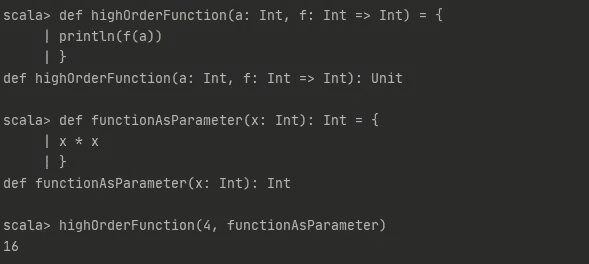 scala> def highOrderFunction(a: Int, f: Int => Int) = {
     | println(f(a))
     | }
def highOrderFunction(a: Int, f: Int => Int): Unit

scala> def functionAsParameter(x: Int): Int = {
     | x * x
     | }
def functionAsParameter(x: Int): Int

scala> highOrderFunction(4, functionAsParameter)
16